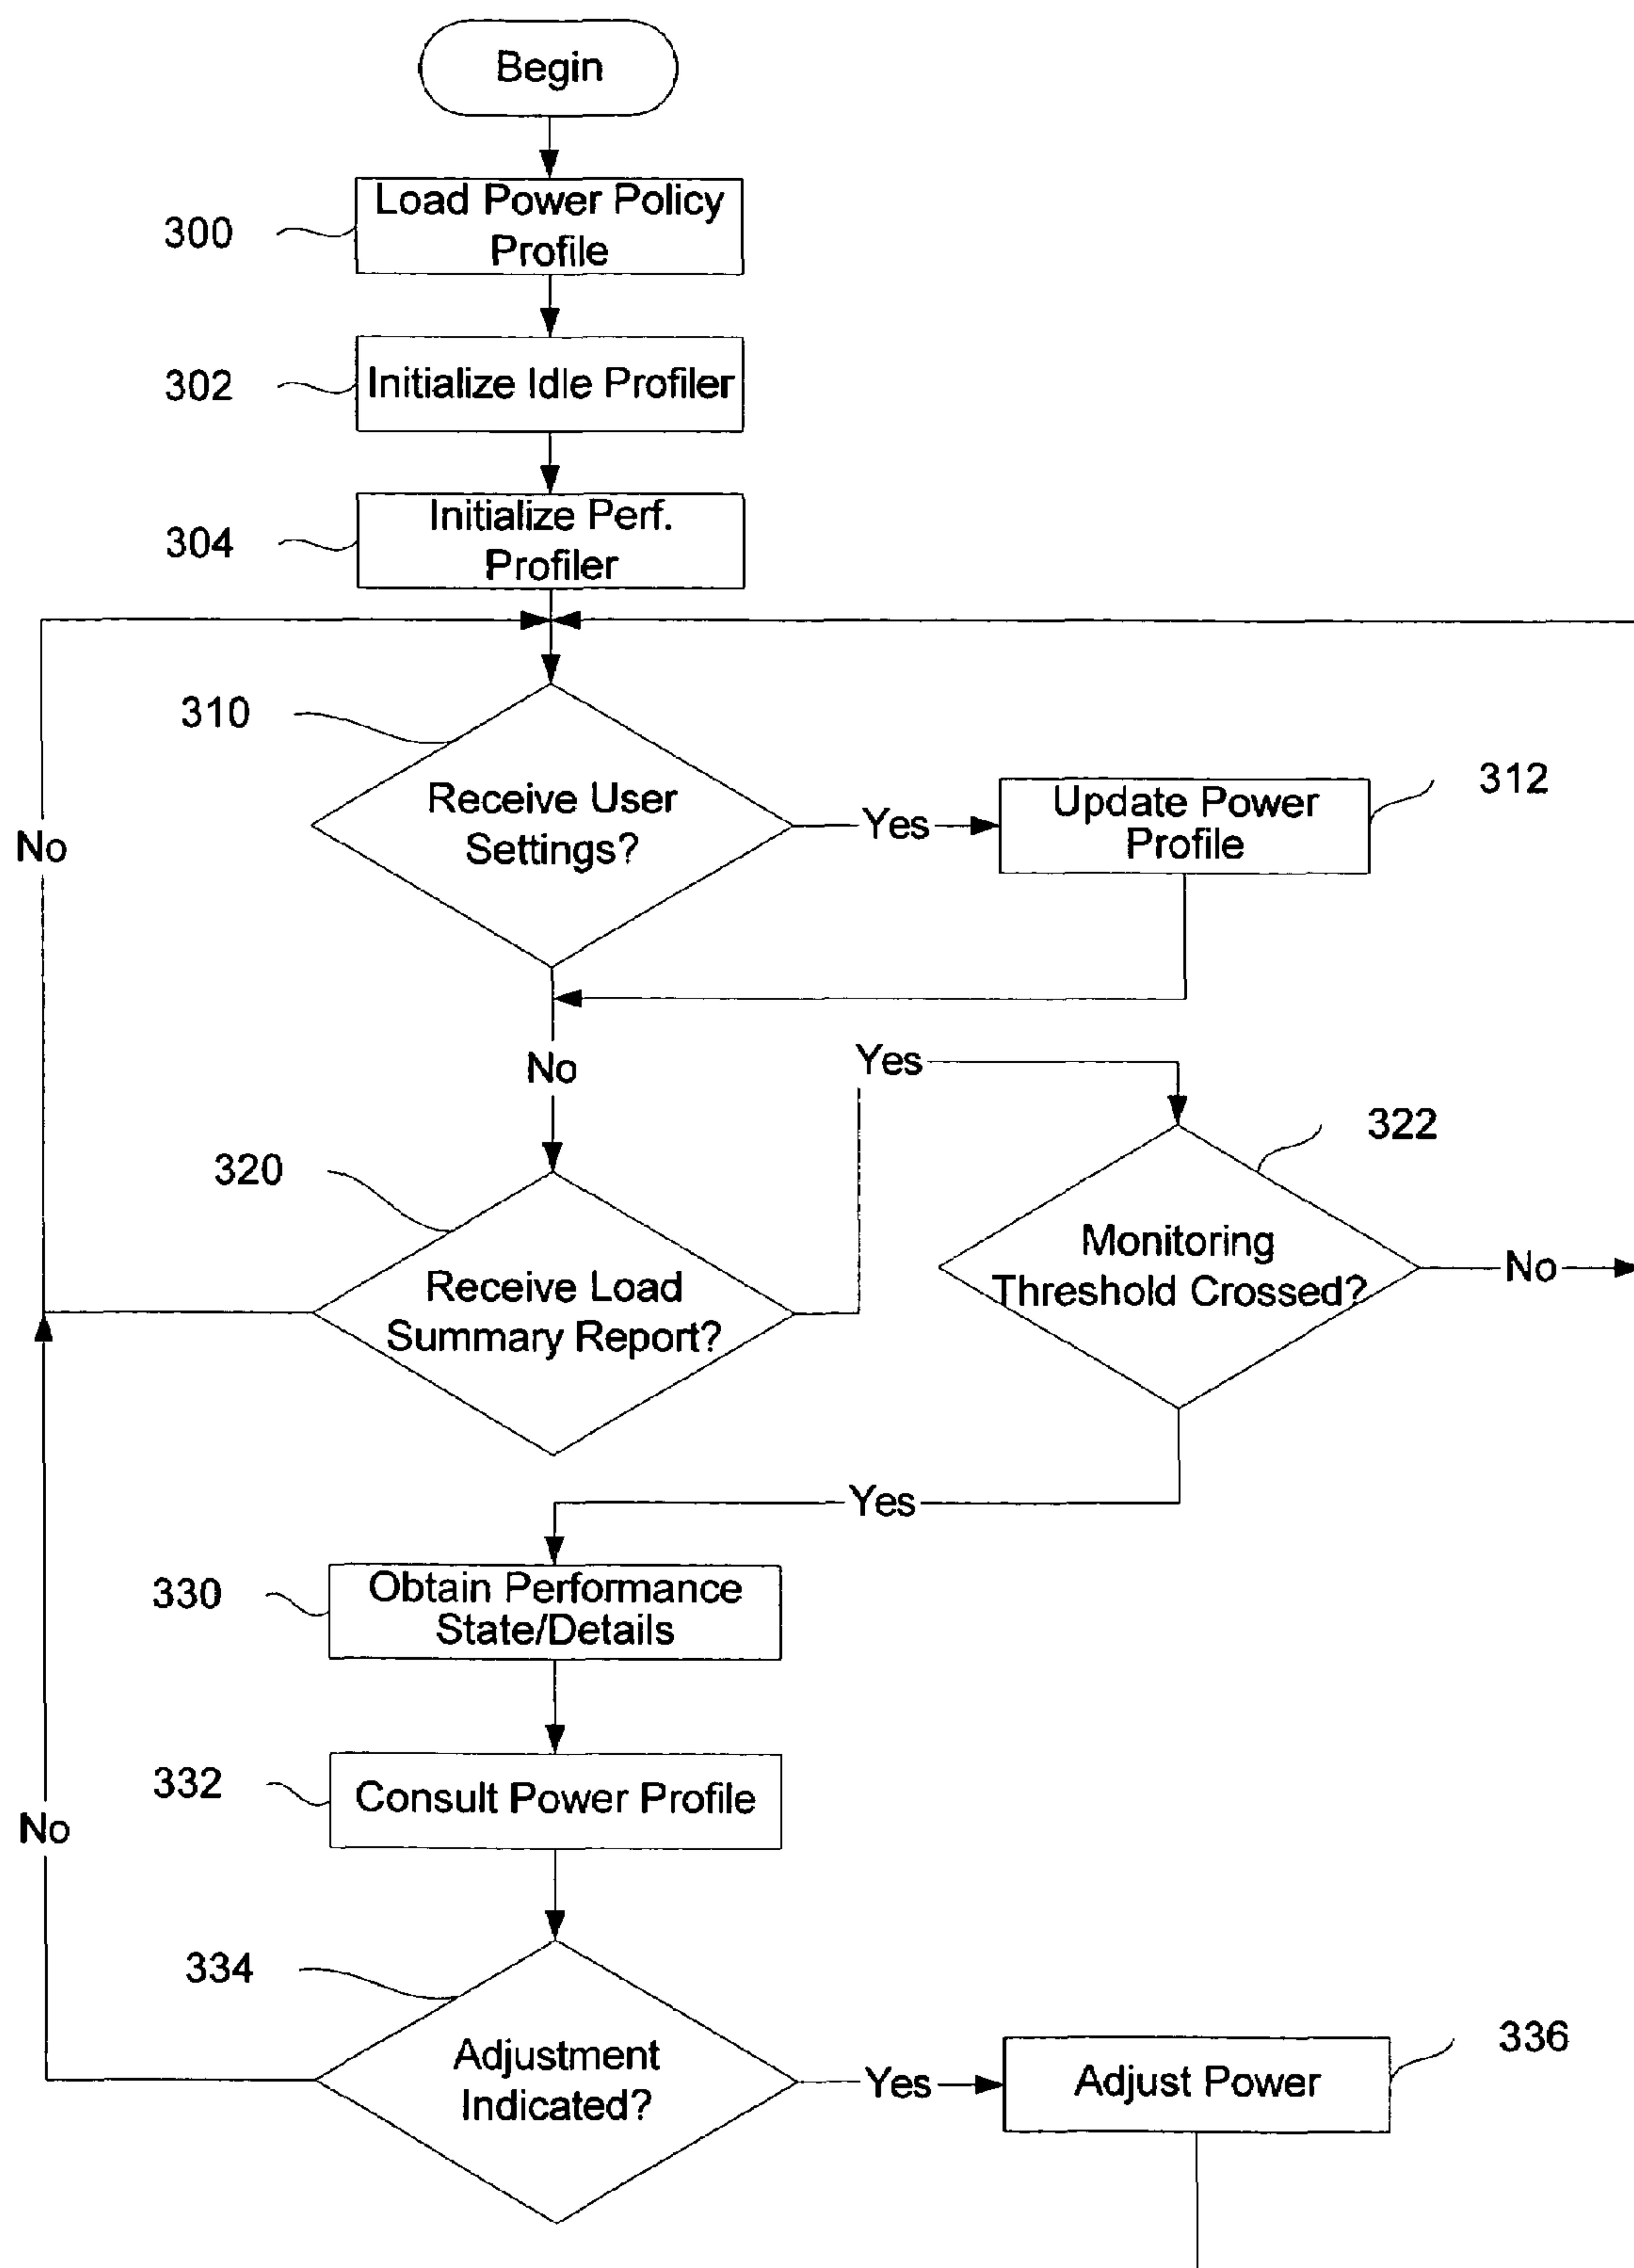 Begin
300
Load Power Policy
Profile
302
Initialize Idle Profiler
304
Initialize Perf.
Profiler
310
Receive User
Settings?
Yes
312
Update Power
Profile
No
No
Yes
320
Receive Load
Summary Report?
322
Monitoring
Threshold Crossed?
No
Yes
330
Obtain Performance
State/Details
332
Consult Power Profile
No
334
Adjustment
Indicated?
Yes
336
Adjust Power